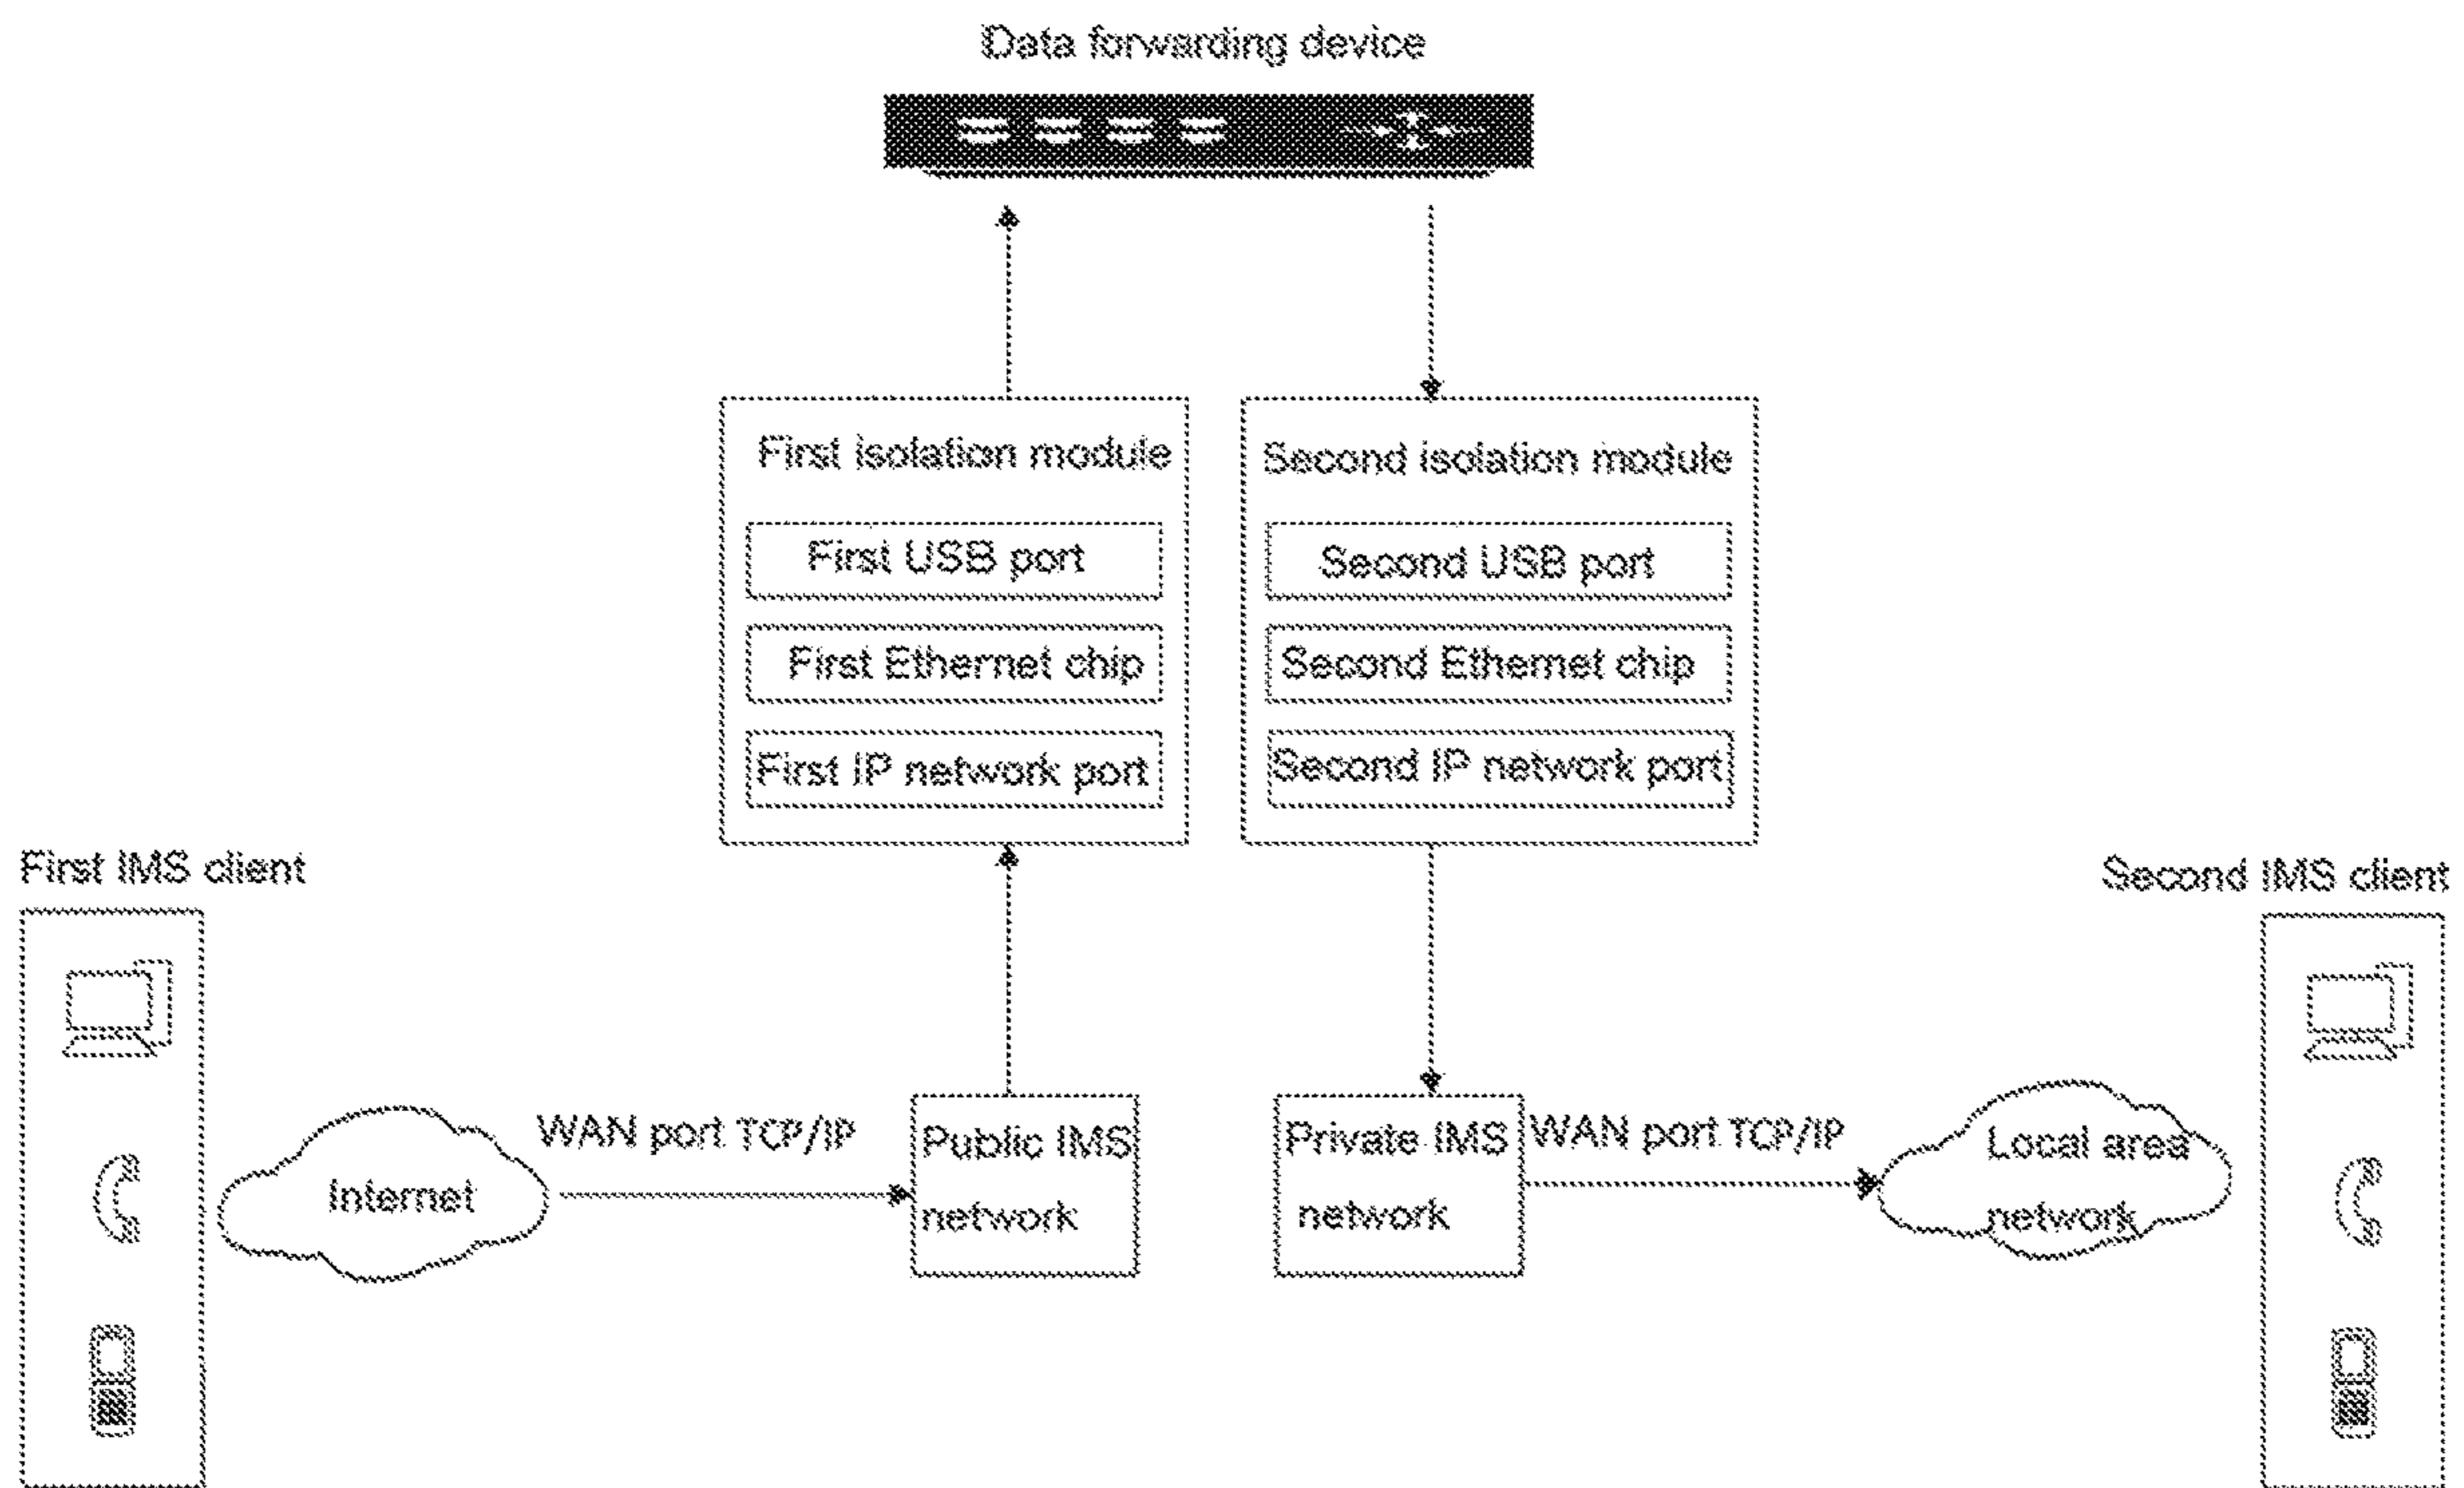 Data forwarding device
First isolation module
First USB port
First Ethernet chip
First IP network port
Second isolation module
Second USB port
Second Ethernet chip
Second IP network port
First IMS client
Second IMS client
Internet
WAN port TCP/IP
Public IMS
network
Private IMS
network
WAN port TCP/IP
Local area
network